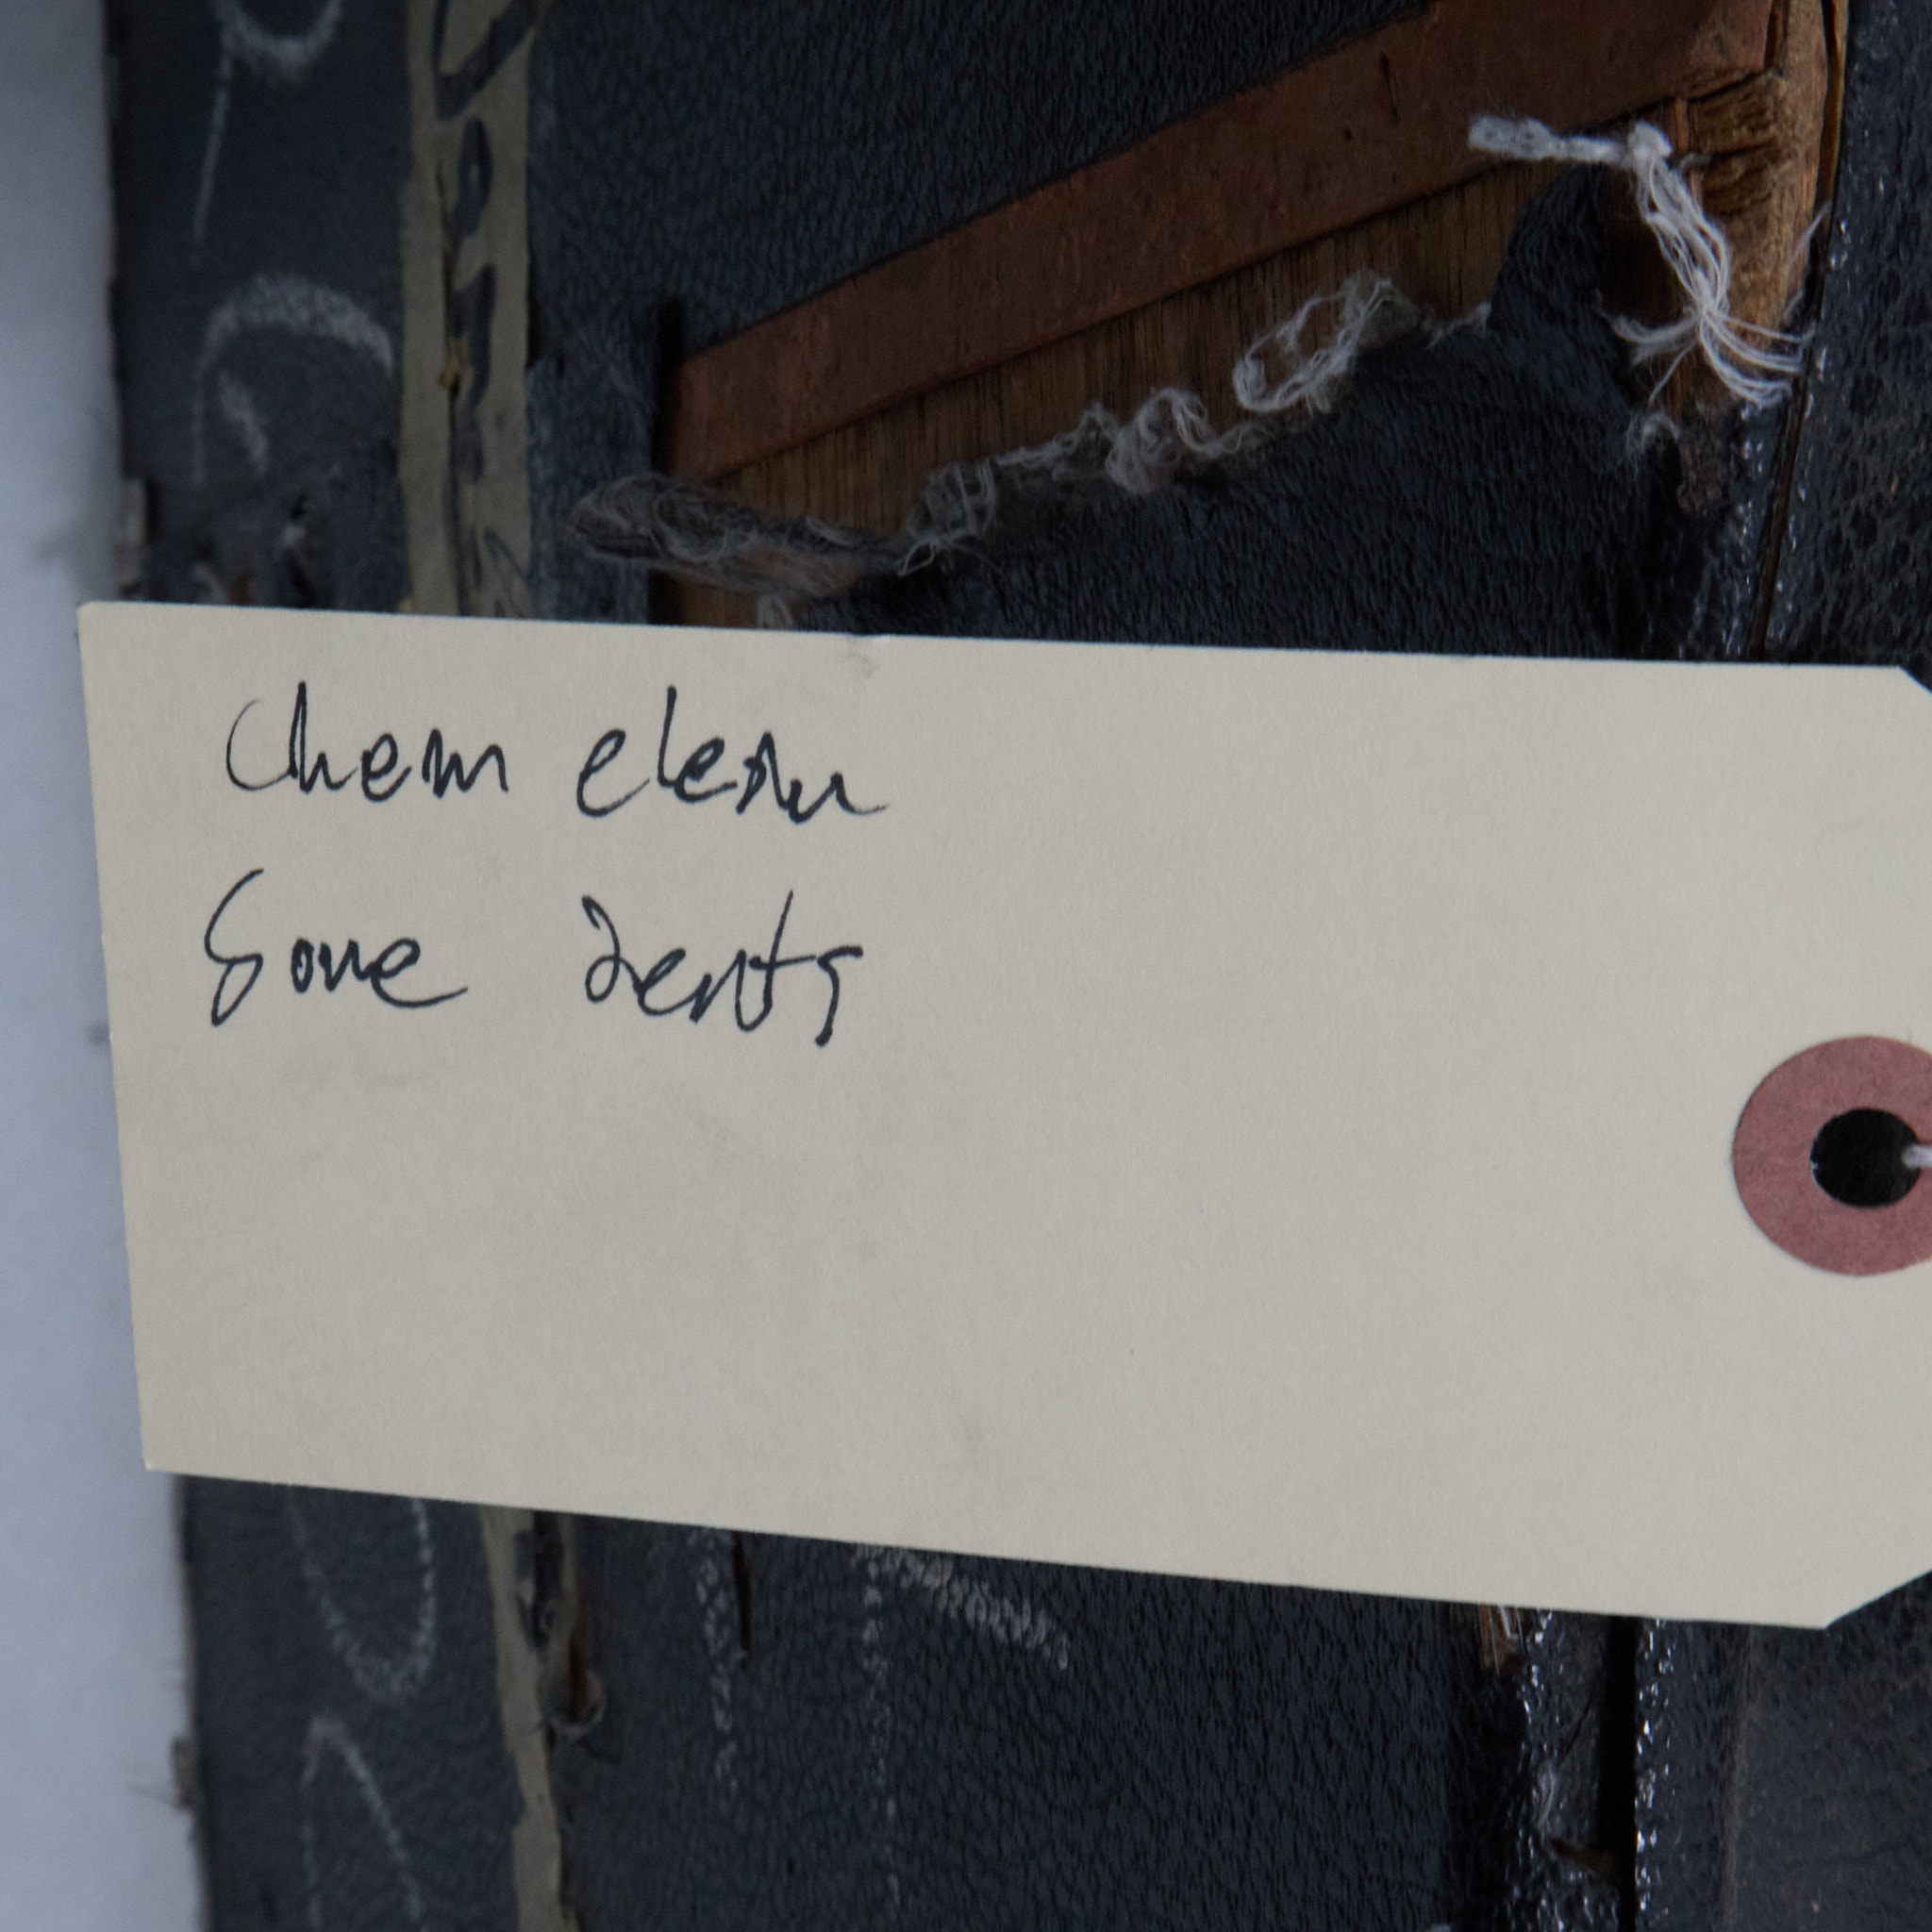 Chem clean
Some dents